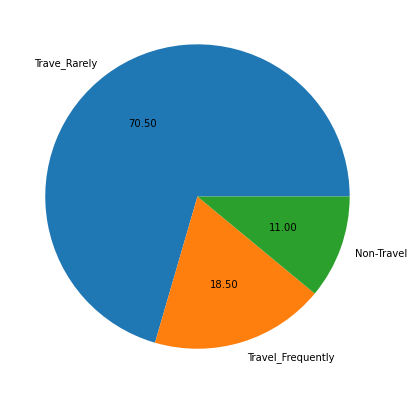 Trave_Rarely
70.50
11.00
Non-Travel
18.50
Travel_Frequently